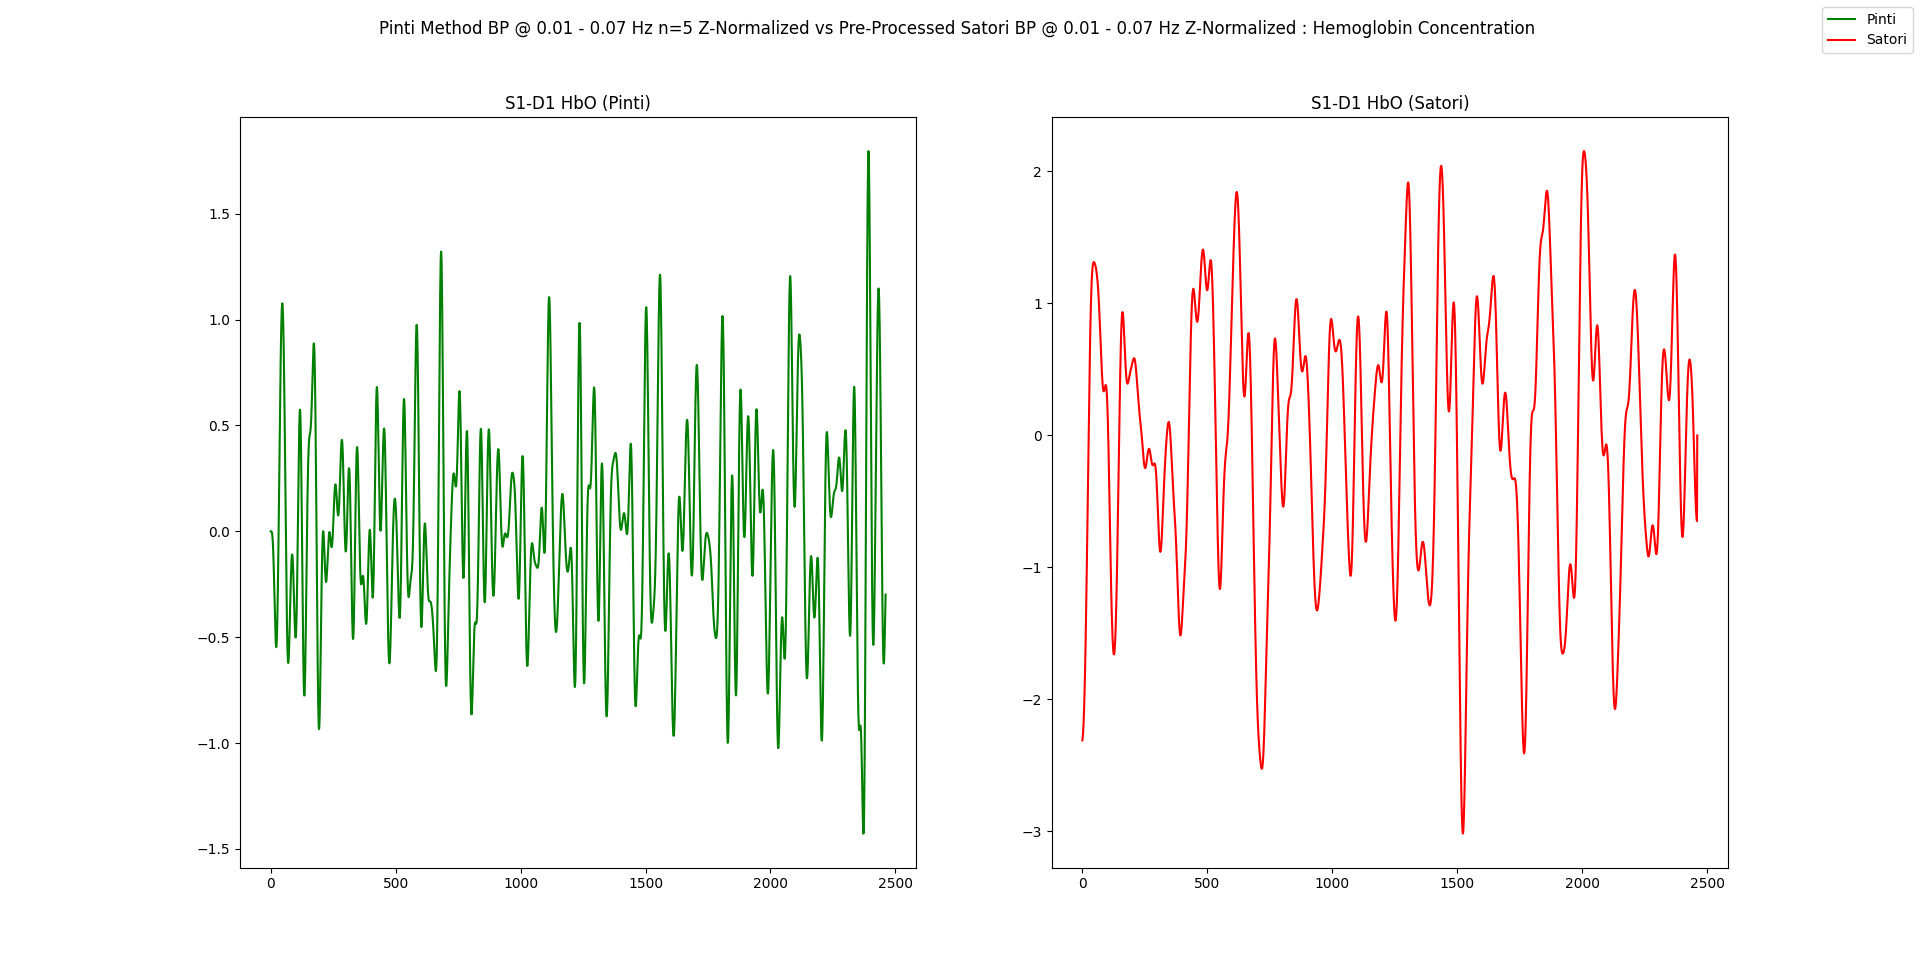 Pinti Method BP @ 0.01 - 0.07 Hz n=5 Z-Normalized vs Pre-Processed Satori BP @ 0.01 - 0.07 Hz Z-Normalized : Hemoglobin Concentration
Pinti
Satori
S1-D1 HbO (Pinti)
1.5
1.0
0.5
0.0
−0.5
−1.0
−1.5
0 500 1000 1500 2000 2500
S1-D1 HbO (Satori)
2
1
0
−1
−2
−3
0 500 1000 1500 2000 2500